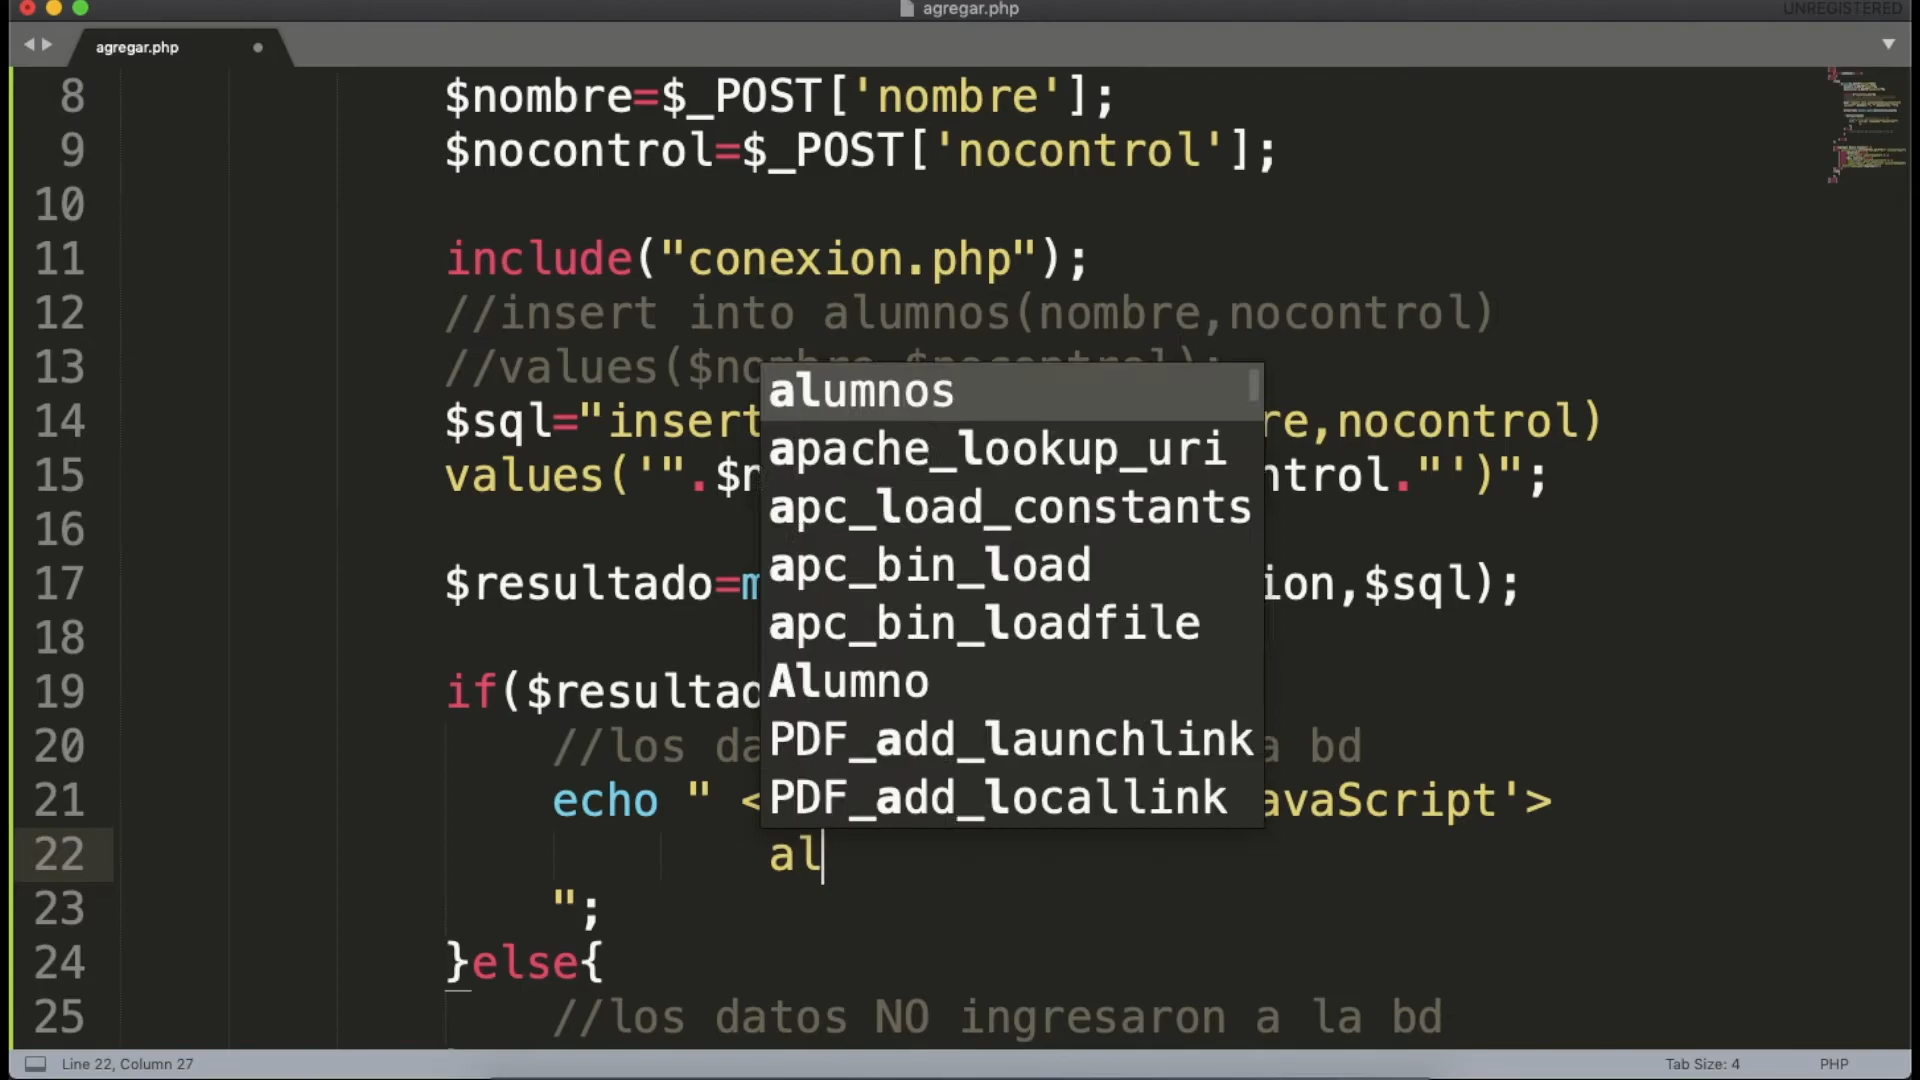 agregar.php
UNREGISTERED
agregar.php
8 $nombre=$_POST['nombre'];
9 $nocontrol=$_POST['nocontrol'];
10
11 include("conexion.php");
12 //insert into alumnos(nombre,nocontrol)
13 //values($nombre,$nocontrol);
14 $sql="insert re,nocontrol)
15 values('".$n ntrol."')";
16
17 $resultado=m ion,$sql);
18
19 if($resultado
20 //los da a bd
21 echo " < avaScript'>
22 al
23 ";
24 }else{
25 //los datos NO ingresaron a la bd
alumnos
apache_lookup_uri
apc_load_constants
apc_bin_load
apc_bin_loadfile
Alumno
PDF_add_launchlink
PDF_add_locallink
Line 22, Column 27
Tab Size: 4
PHP